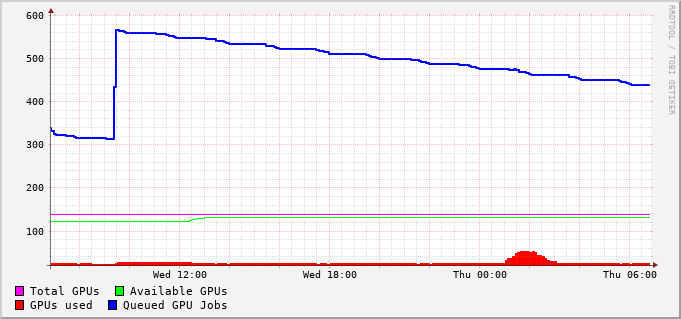 600
500
400
300
200
100
Wed 12:00 Wed 18:00 Thu 00:00 Thu 06:00
Total GPUs Available GPUs
GPUs used Queued GPU Jobs
RRDTOOL / TOBI OETIKER